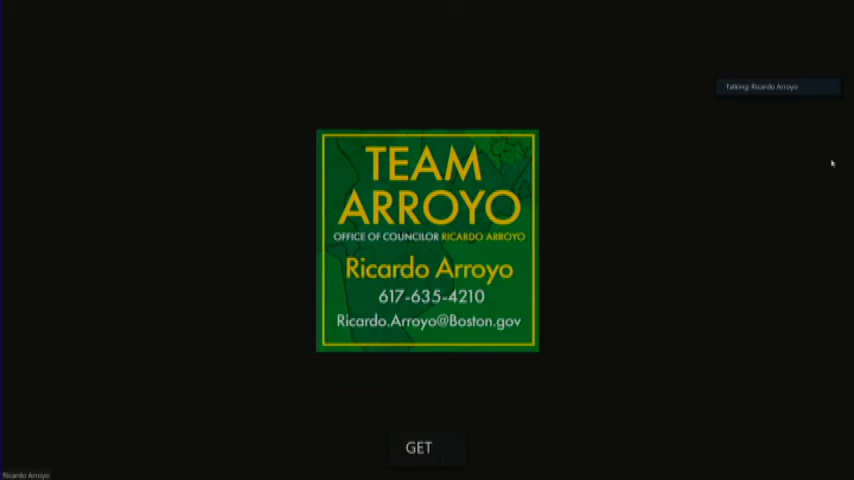 Talking: Ricardo Arroyo
TEAM
ARROYO
OFFICE OF COUNCILOR RICARDO ARROYO
Ricardo Arroyo
617-635-4210
Ricardo.Arroyo@Boston.gov
GET
Ricardo Arroyo